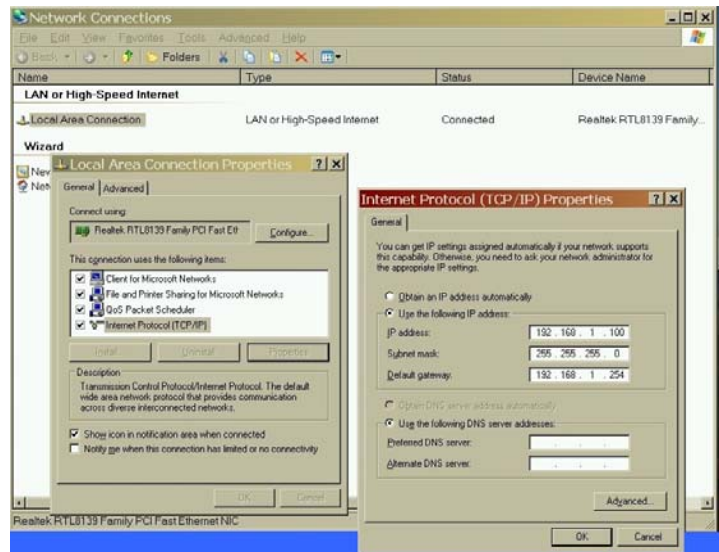 Network Connections
File Edit View Favorites Tools Advanced Help
Back Folders
Name Type Status Device Name
LAN or High-Speed Internet
Local Area Connection LAN or High-Speed Internet Connected Realtek RTL8139 Family...
Wizard
New
Net
Local Area Connection Properties
General Advanced
Connect using:
Realtek RTL8139 Family PCI Fast Eth
Configure...
This connection uses the following items:
Client for Microsoft Networks
File and Printer Sharing for Microsoft Networks
QoS Packet Scheduler
Internet Protocol (TCP/IP)
Install... Uninstall Properties
Description
Transmission Control Protocol/Internet Protocol. The default
wide area network protocol that provides communication
across diverse interconnected networks.
Show icon in notification area when connected
Notify me when this connection has limited or no connectivity
OK Cancel
Realtek RTL8139 Family PCI Fast Ethernet NIC
Internet Protocol (TCP/IP) Properties
General
You can get IP settings assigned automatically if your network supports
this capability. Otherwise, you need to ask your network administrator for
the appropriate IP settings.
Obtain an IP address automatically
Use the following IP address:
IP address: 192 . 168 . 1 . 100
Subnet mask: 255 . 255 . 255 . 0
Default gateway: 192 . 168 . 1 . 254
Obtain DNS server address automatically
Use the following DNS server addresses:
Preferred DNS server:
Alternate DNS server:
Advanced...
OK Cancel